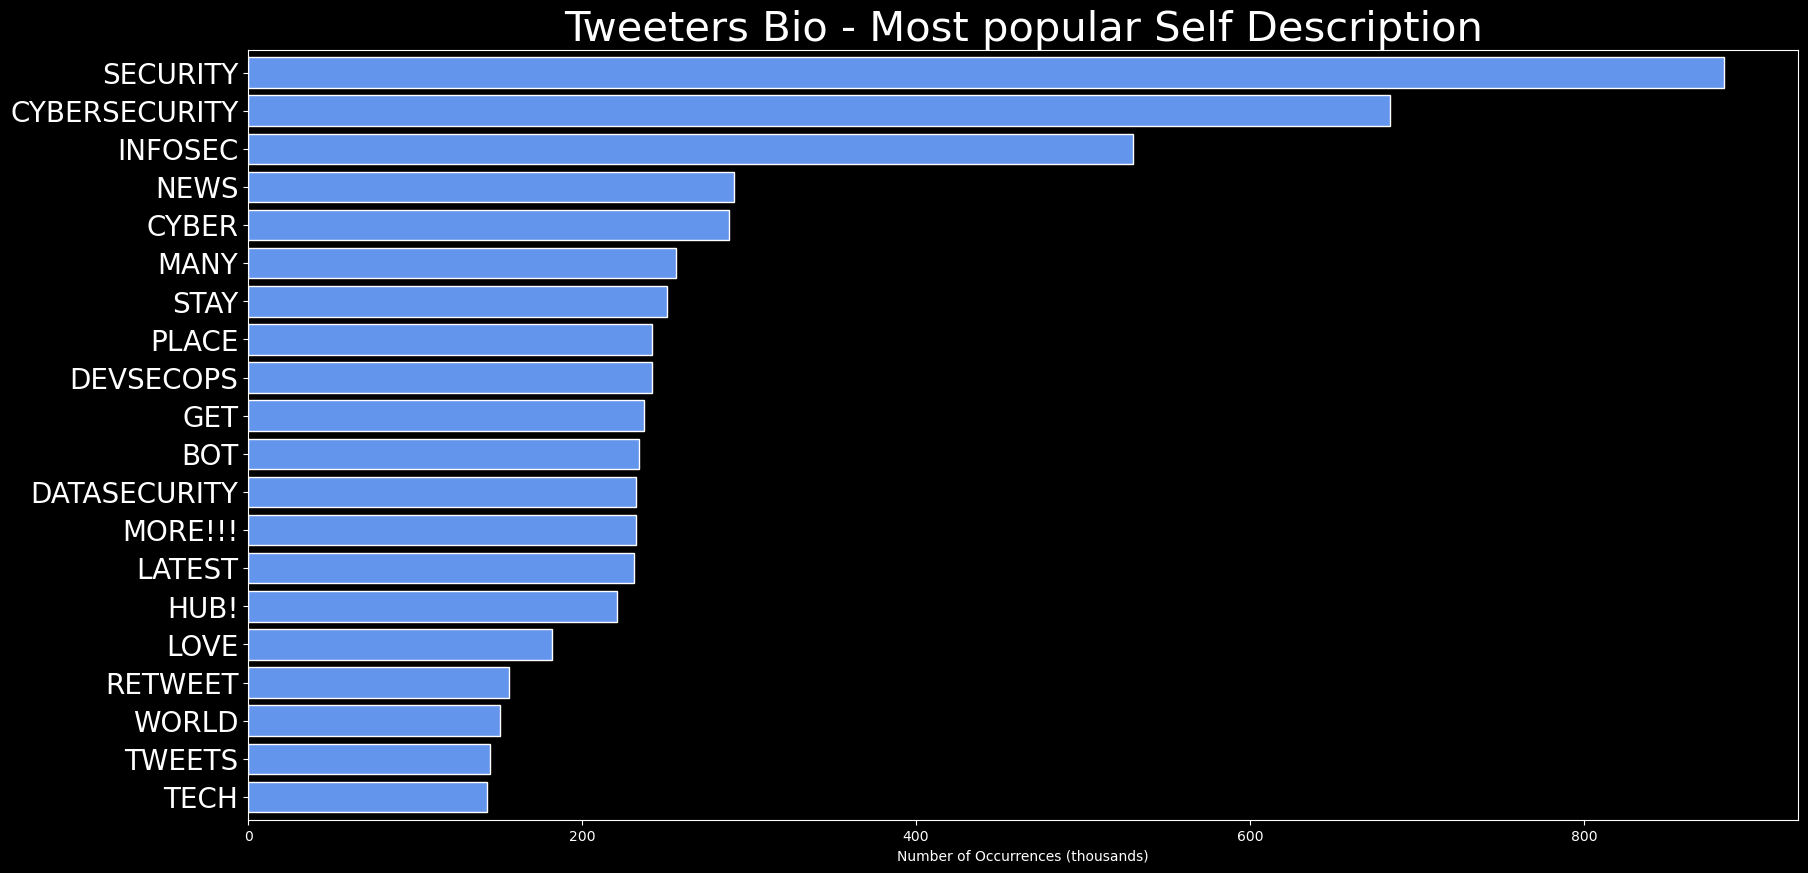 Tweeters Bio - Most popular Self Description
SECURITY
CYBERSECURITY
INFOSEC
NEWS
CYBER
MANY
STAY
PLACE
DEVSECOPS
GET
BOT
DATASECURITY
MORE!!!
LATEST
HUB!
LOVE
RETWEET
WORLD
TWEETS
TECH
0 200 400 600 800
Number of Occurrences (thousands)